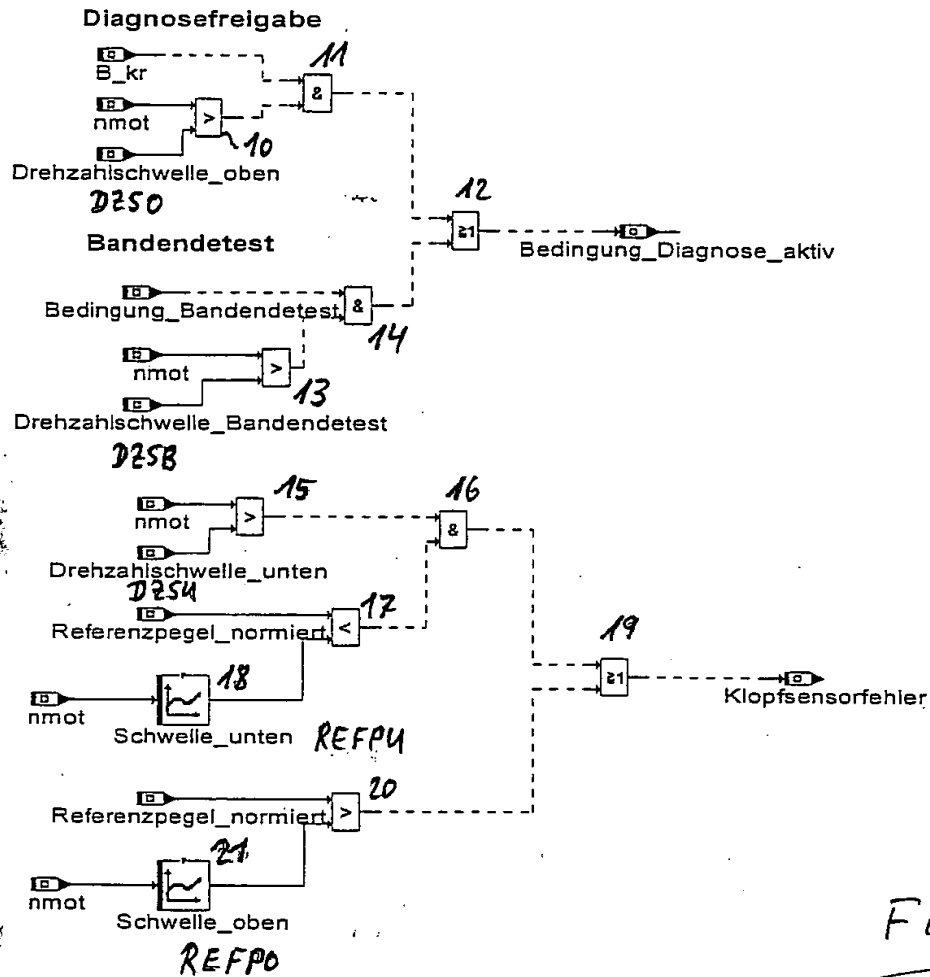 Diagnosefreigabe
B_kr
11
&
nmot
>
10
Drehzahlschwelle_oben
DZSO
12
≥1
Bedingung_Diagnose_aktiv
Bandendetest
Bedingung_Bandendetest
&
14
nmot
>
13
Drehzahlschwelle_Bandendetest
DZSB
15
16
nmot
>
&
Drehzahlschwelle_unten
DZSU
17
Referenzpegel_normiert
<
19
≥1
Klopfsensorfehler
18
nmot
Schwelle_unten
REFPU
20
Referenzpegel_normiert
>
21
nmot
Schwelle_oben
REFPO